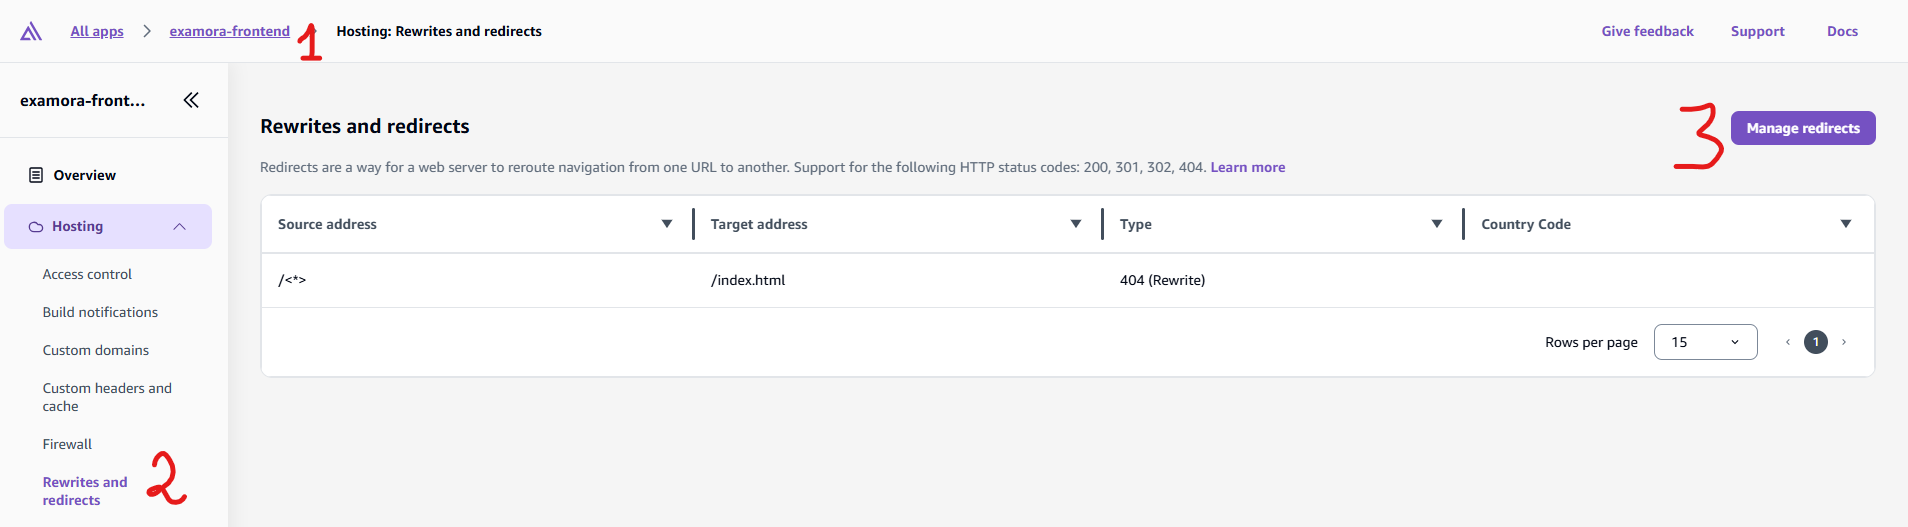 All apps > examora-frontend 1 Hosting: Rewrites and redirects
Give feedback Support Docs
examora-front...
Overview
Hosting
Access control
Build notifications
Custom domains
Custom headers and
cache
Firewall
Rewrites and
redirects
2
Rewrites and redirects
3
Manage redirects
Redirects are a way for a web server to reroute navigation from one URL to another. Support for the following HTTP status codes: 200, 301, 302, 404. Learn more
Source address Target address Type Country Code
/<*> /index.html 404 (Rewrite)
Rows per page 15 ‹ 1 ›